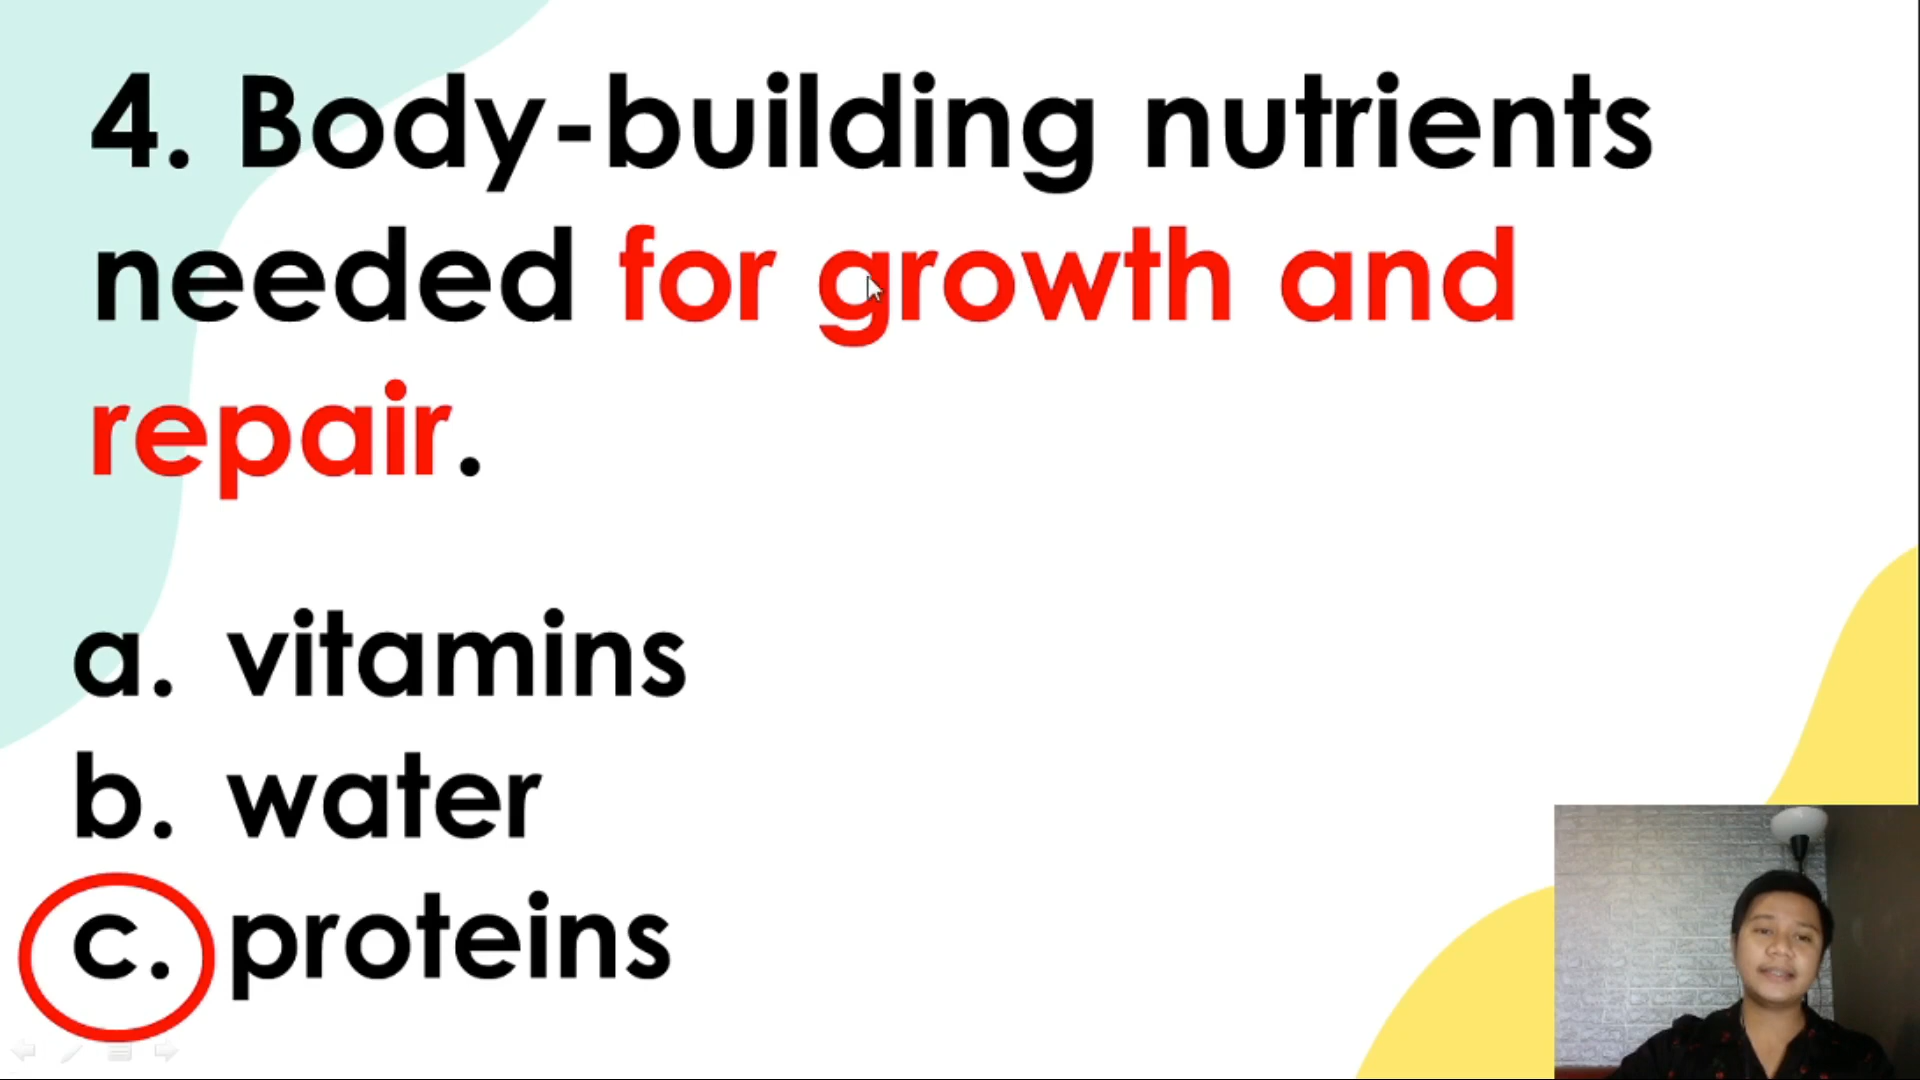 4. Body-building nutrients
needed for growth and
repair.
a. vitamins
b. water
c. proteins